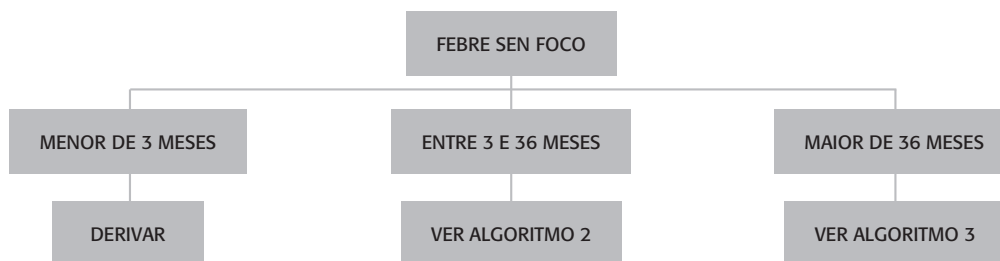 FEBRE SEN FOCO
MENOR DE 3 MESES
ENTRE 3 E 36 MESES
MAIOR DE 36 MESES
DERIVAR
VER ALGORITMO 2
VER ALGORITMO 3